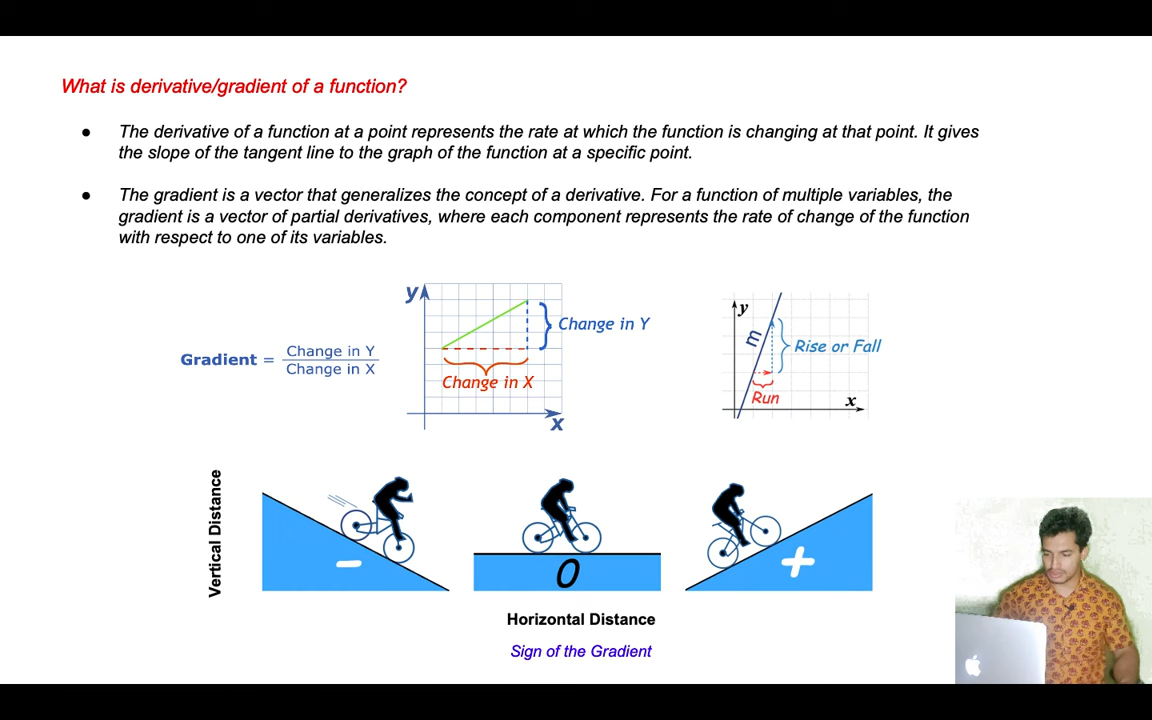 What is derivative/gradient of a function?
● The derivative of a function at a point represents the rate at which the function is changing at that point. It gives
the slope of the tangent line to the graph of the function at a specific point.
● The gradient is a vector that generalizes the concept of a derivative. For a function of multiple variables, the
gradient is a vector of partial derivatives, where each component represents the rate of change of the function
with respect to one of its variables.
Gradient = Change in Y
Change in X
y
Change in Y
Change in X
x
y
m
Rise or Fall
Run
x
Vertical Distance
−
0
+
Horizontal Distance
Sign of the Gradient